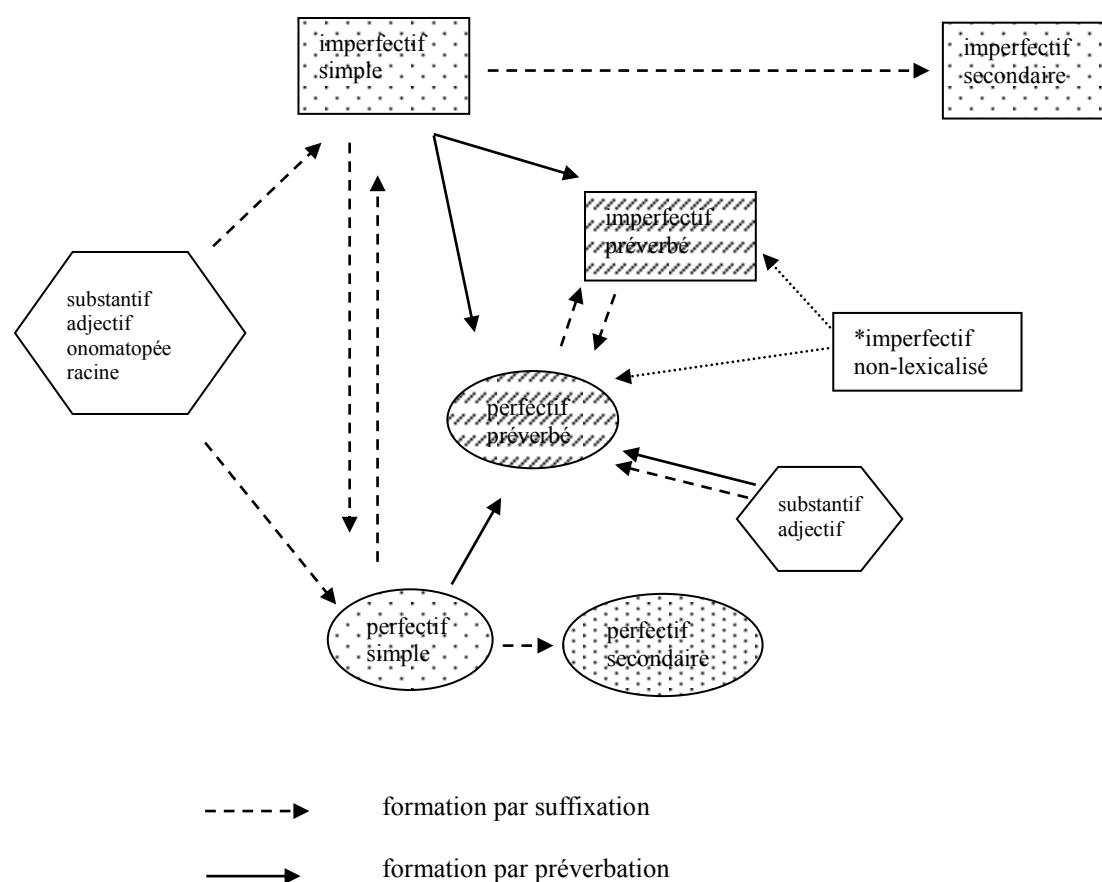 imperfectif
simple
imperfectif
secondaire
imperfectif
préverbé
substantif
adjectif
onomatopée
racine
*imperfectif
non-lexicalisé
perfectif
préverbé
substantif
adjectif
perfectif
simple
perfectif
secondaire
formation par suffixation
formation par préverbation